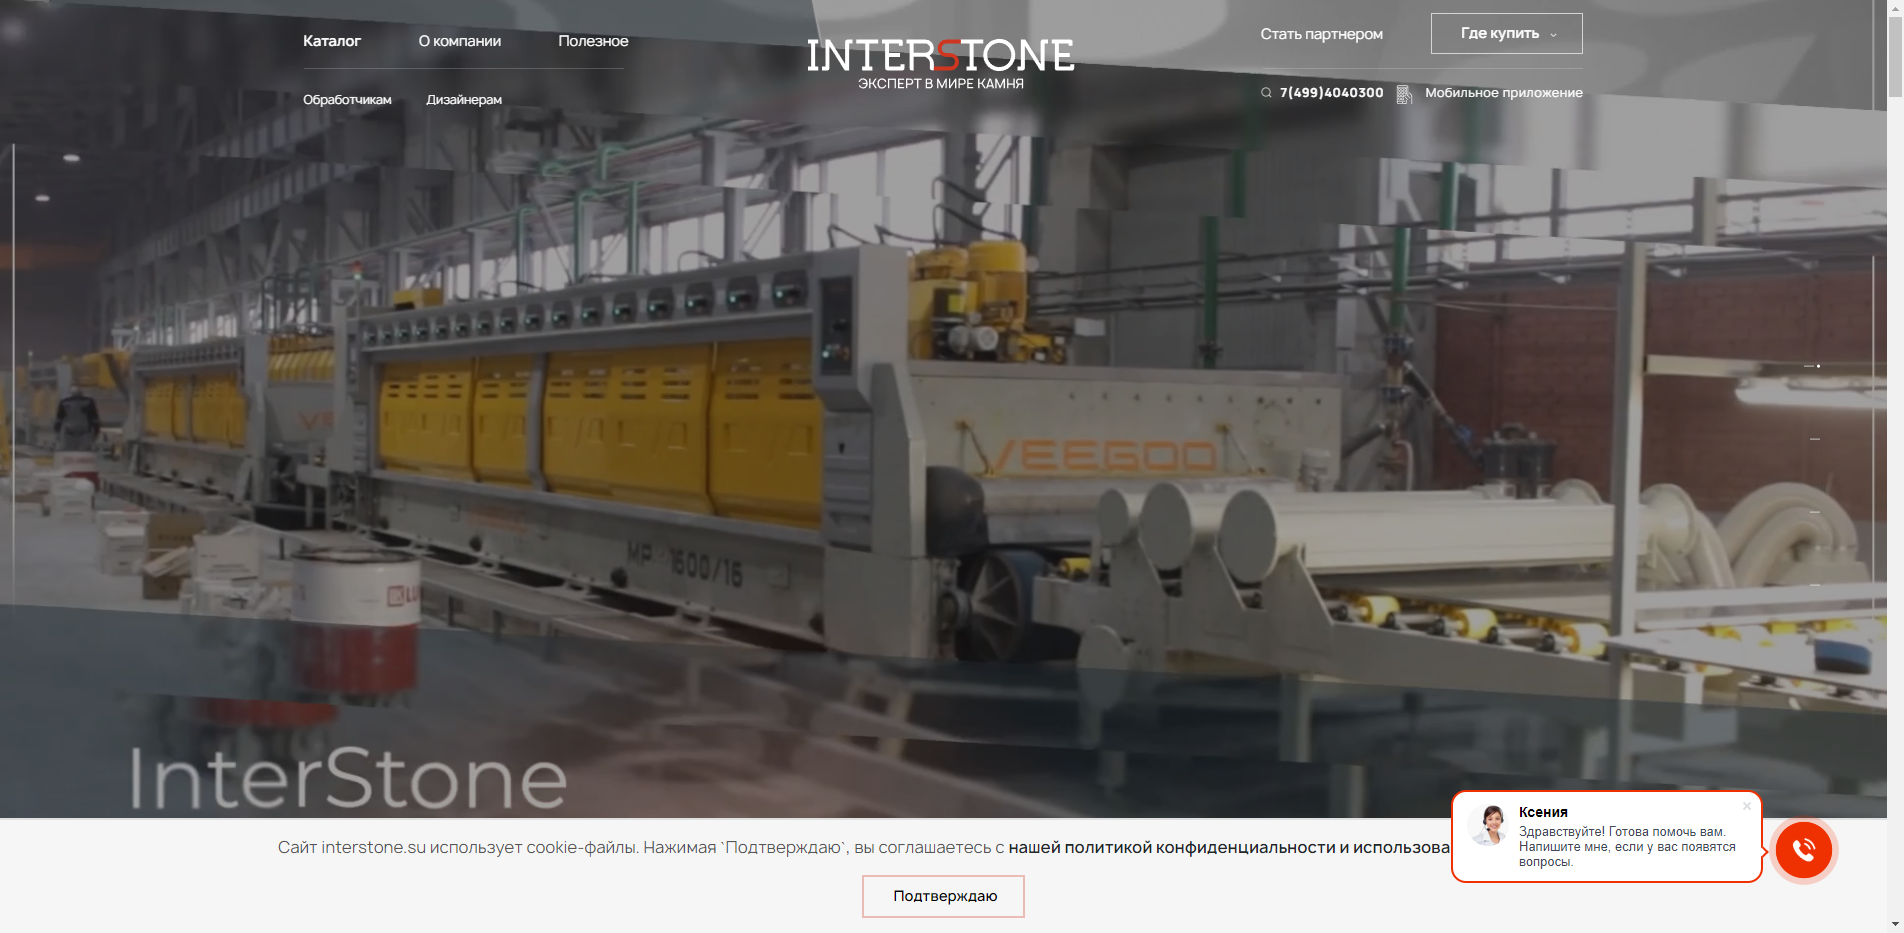 Каталог
О компании
Полезное
INTERSTONE
ЭКСПЕРТ В МИРЕ КАМНЯ
Стать партнером
Где купить
Обработчикам
Дизайнерам
7(499)4040300
Мобильное приложение
VEEGOO
MP 1600/16
InterStone
Сайт interstone.su использует cookie-файлы. Нажимая `Подтверждаю`, вы соглашаетесь с нашей политикой конфиденциальности и использова
Подтверждаю
Ксения
Здравствуйте! Готова помочь вам.
Напишите мне, если у вас появятся
вопросы.